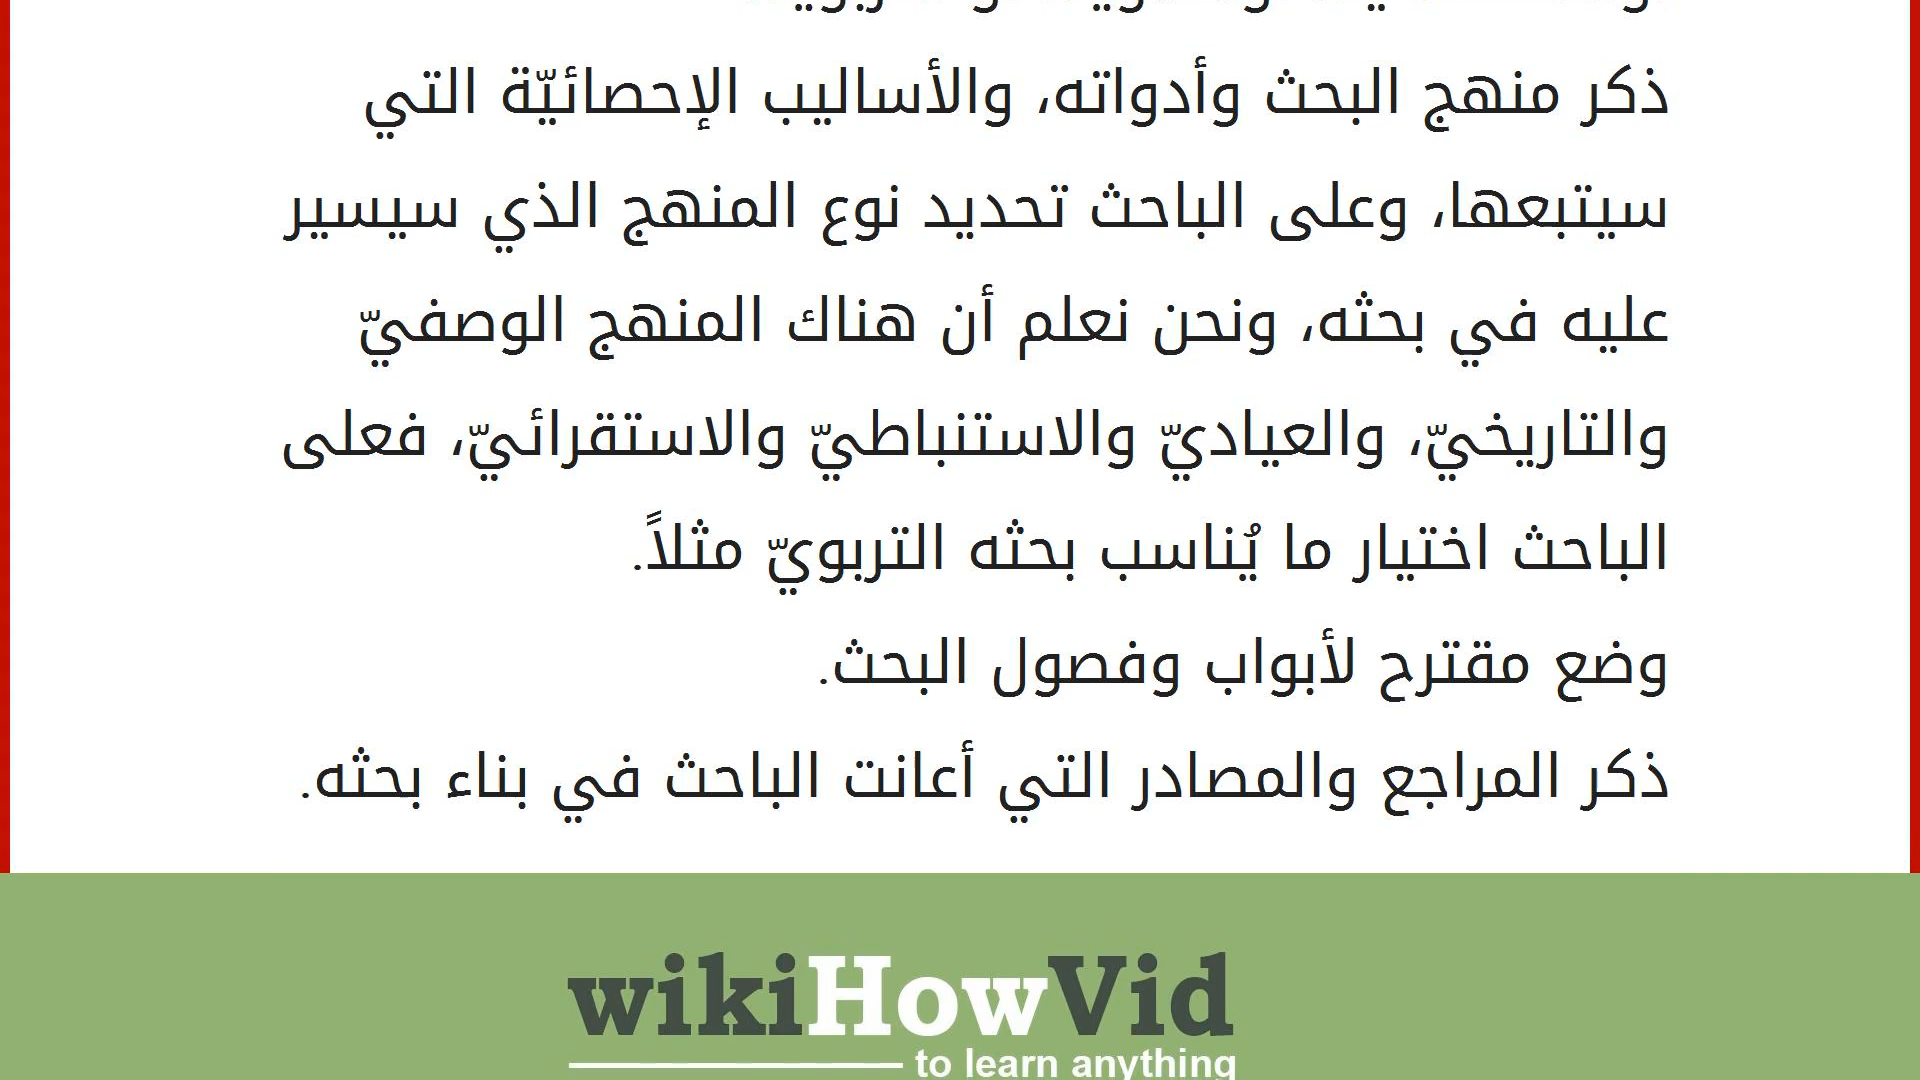 ذكر منهج البحث وأدواته، والأساليب الإحصائيّة التي
سيتبعها، وعلى الباحث تحديد نوع المنهج الذي سيسير
عليه في بحثه، ونحن نعلم أن هناك المنهج الوصفيّ
والتاريخيّ، والعياديّ والاستنباطيّ والاستقرائيّ، فعلى
الباحث اختيار ما يُناسب بحثه التربويّ مثلاً.
وضع مقترح لأبواب وفصول البحث.
ذكر المراجع والمصادر التي أعانت الباحث في بناء بحثه.
wikiHowVid
to learn anything